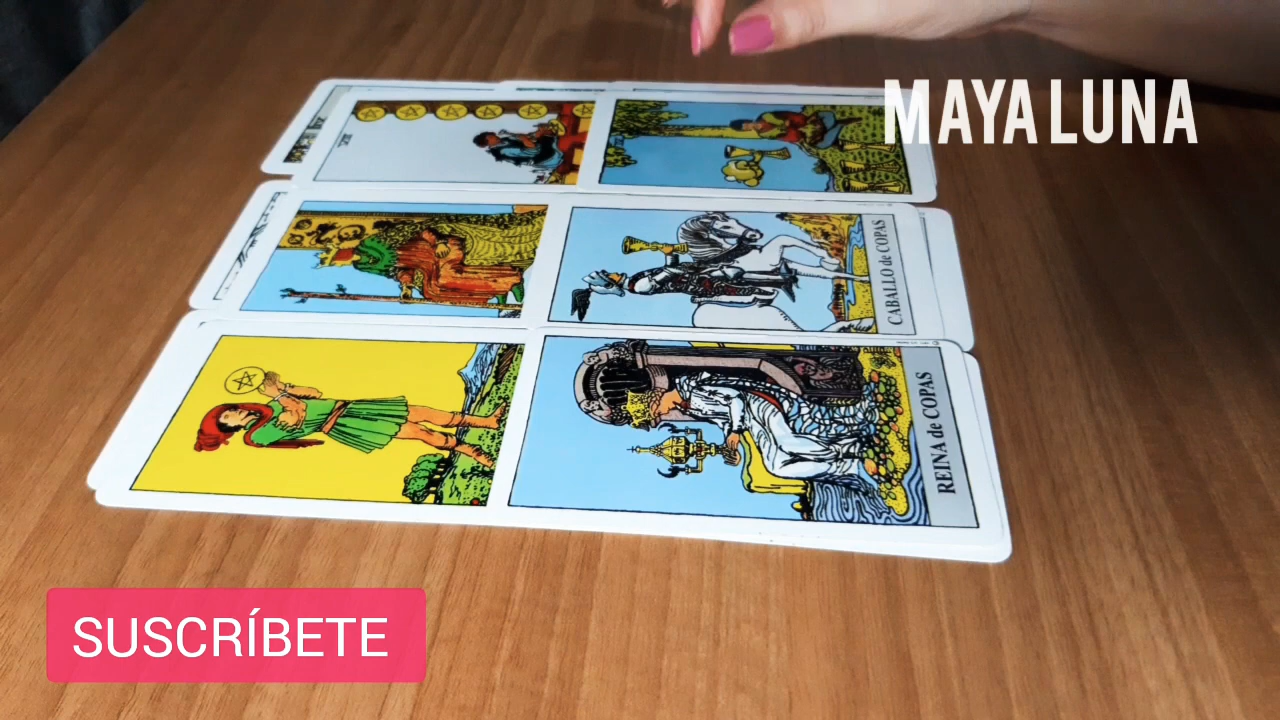 MAYA LUNA
CABALLO de COPAS
REINA de COPAS
SUSCRÍBETE